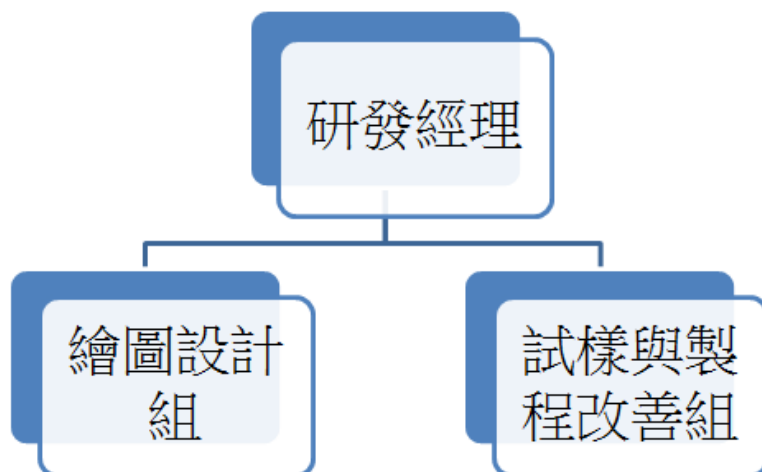 研發經理
繪圖設計
組
試樣與製
程改善組